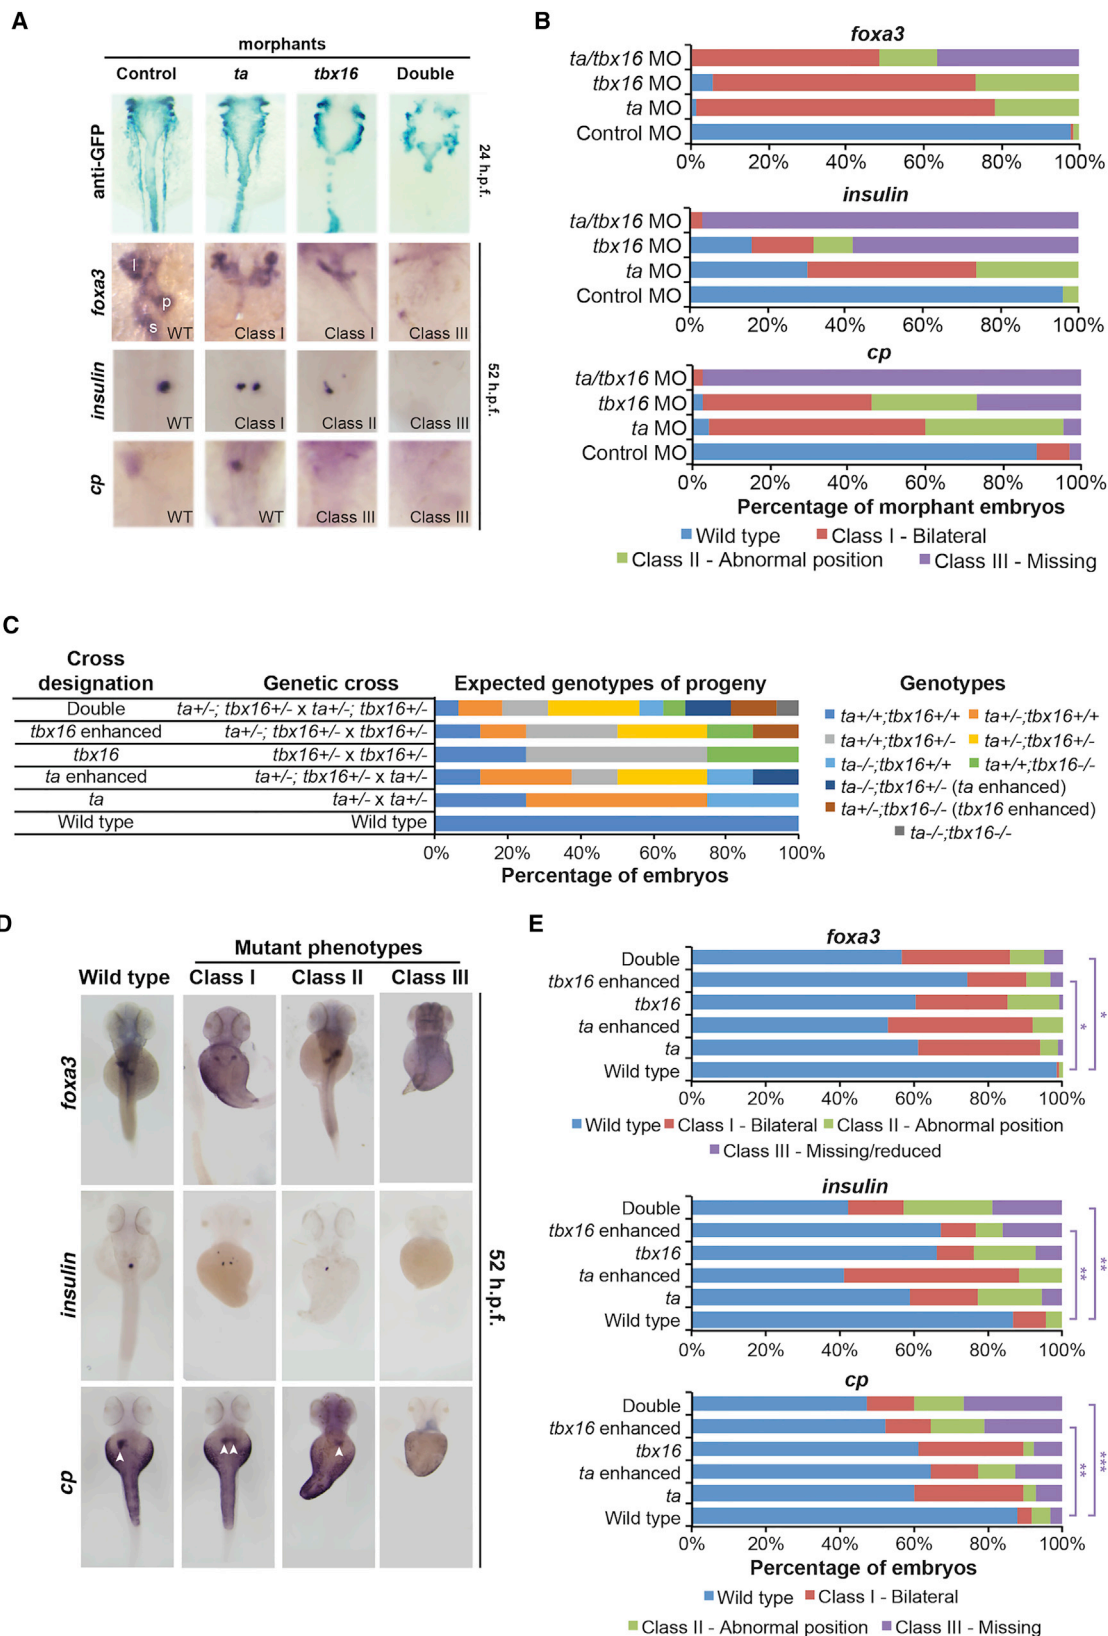 A
morphants
Control
ta
tbx16
Double
anti-GFP
24 h.p.f.
foxa3
l
p
s
WT
Class I
Class I
Class III
insulin
WT
Class I
Class II
Class III
52 h.p.f.
cp
WT
WT
Class III
Class III
B
foxa3
ta/tbx16 MO
tbx16 MO
ta MO
Control MO
0% 20% 40% 60% 80% 100%
insulin
ta/tbx16 MO
tbx16 MO
ta MO
Control MO
0% 20% 40% 60% 80% 100%
cp
ta/tbx16 MO
tbx16 MO
ta MO
Control MO
0% 20% 40% 60% 80% 100%
Percentage of morphant embryos
Wild type Class I - Bilateral
Class II - Abnormal position Class III - Missing
C
Cross designation
Genetic cross
Expected genotypes of progeny
Genotypes
Double ta+/-; tbx16+/- x ta+/-; tbx16+/-
tbx16 enhanced ta+/-; tbx16+/- x tbx16+/-
tbx16 tbx16+/- x tbx16+/-
ta enhanced ta+/-; tbx16+/- x ta+/-
ta ta+/- x ta+/-
Wild type Wild type
0% 20% 40% 60% 80% 100%
Percentage of embryos
ta+/+;tbx16+/+ ta+/-;tbx16+/+
ta+/+;tbx16+/- ta+/-;tbx16+/-
ta-/-;tbx16+/+ ta+/+;tbx16-/-
ta-/-;tbx16+/- (ta enhanced)
ta+/-;tbx16-/- (tbx16 enhanced)
ta-/-;tbx16-/-
D
Mutant phenotypes
Wild type Class I Class II Class III
foxa3
insulin
cp
52 h.p.f.
E
foxa3
Double
tbx16 enhanced
tbx16
ta enhanced
ta
Wild type
*
*
0% 20% 40% 60% 80% 100%
Wild type Class I - Bilateral Class II - Abnormal position
Class III - Missing/reduced
insulin
Double
tbx16 enhanced
tbx16
ta enhanced
ta
Wild type
**
**
0% 20% 40% 60% 80% 100%
cp
Double
tbx16 enhanced
tbx16
ta enhanced
ta
Wild type
**
***
0% 20% 40% 60% 80% 100%
Percentage of embryos
Wild type Class I - Bilateral
Class II - Abnormal position Class III - Missing